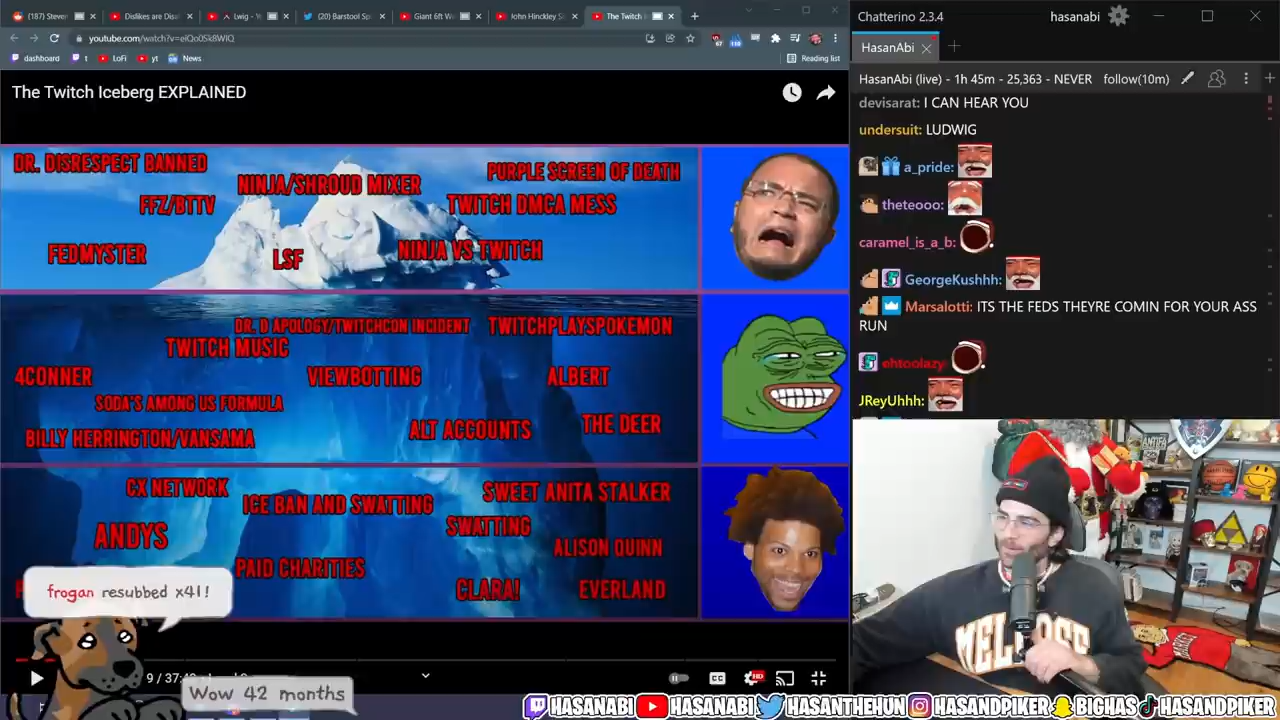 (187) Steven
Dislikes are Disa
Lwig - Y
(20) Barstool Sp
Giant 6ft W
John Hinckley S
The Twitch I
youtube.com/watch?v=eiQo0Sk8WIQ
dashboard
t
LoFi
yt
News
Reading list
The Twitch Iceberg EXPLAINED
DR. DISRESPECT BANNED
NINJA/SHROUD MIXER
PURPLE SCREEN OF DEATH
FFZ/BTTV
TWITCH DMCA MESS
FEDMYSTER
LSF
NINJA VS TWITCH
DR. D APOLOGY/TWITCHCON INCIDENT
TWITCHPLAYSPOKEMON
TWITCH MUSIC
4CONNER
VIEWBOTTING
ALBERT
SODA'S AMONG US FORMULA
BILLY HERRINGTON/VANSAMA
ALT ACCOUNTS
THE DEER
CX NETWORK
ICE BAN AND SWATTING
SWEET ANITA STALKER
ANDYS
SWATTING
ALISON QUINN
PAID CHARITIES
CLARA!
EVERLAND
frogan resubbed x41!
Wow 42 months
CC
HD
Chatterino 2.3.4
hasanabi
HasanAbi
HasanAbi (live) - 1h 45m - 25,363 - NEVER
follow(10m)
devisarat: I CAN HEAR YOU
undersuit: LUDWIG
a_pride:
theteooo:
caramel_is_a_b:
GeorgeKushhh:
Marsalotti: ITS THE FEDS THEYRE COMIN FOR YOUR ASS
RUN
ohtoolazy:
JReyUhhh:
ANTIFA
MELROSE
HASANABI
HASANABI
HASANTHEHUN
HASANDPIKER
BIGHAS
HASANDPIKER